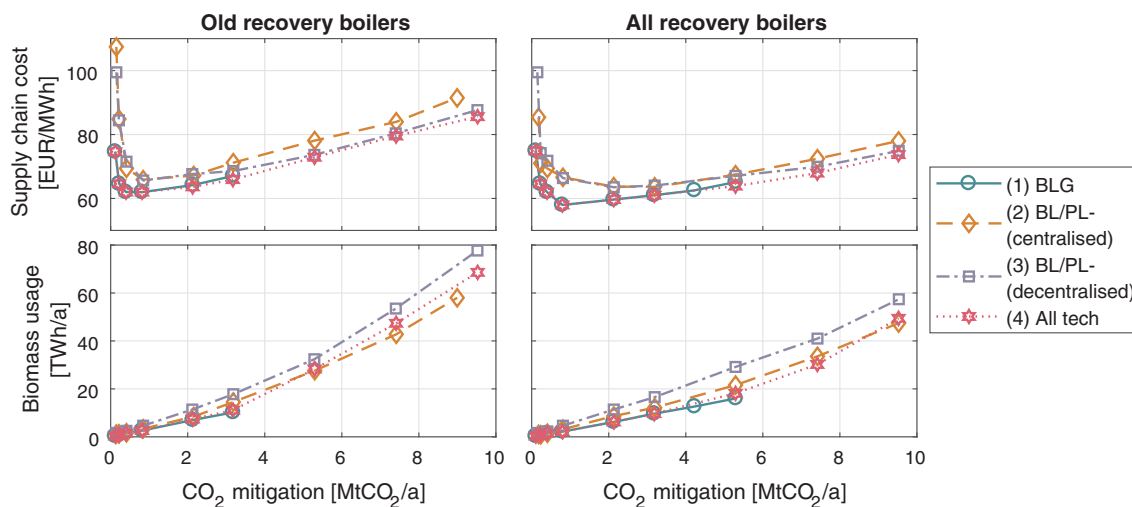 Old recovery boilers
All recovery boilers
Supply chain cost
[EUR/MWh]
100
80
60
Biomass usage
[TWh/a]
80
60
40
20
0
0 2 4 6 8 10
0 2 4 6 8 10
CO₂ mitigation [MtCO₂/a]
CO₂ mitigation [MtCO₂/a]
(1) BLG
(2) BL/PL-
(centralised)
(3) BL/PL-
(decentralised)
(4) All tech